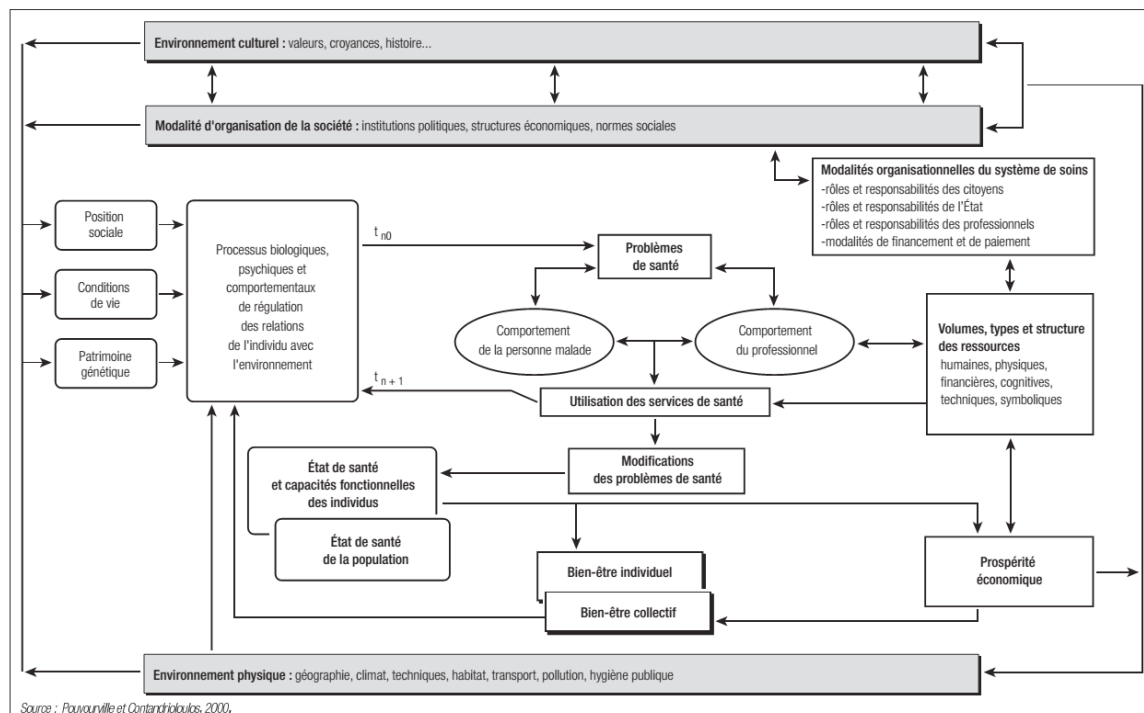 Environnement culturel : valeurs, croyances, histoire...
Modalité d'organisation de la société : institutions politiques, structures économiques, normes sociales
Modalités organisationnelles du système de soins
-rôles et responsabilités des citoyens
-rôles et responsabilités de l'État
-rôles et responsabilités des professionnels
-modalités de financement et de paiement
Position
sociale
Conditions
de vie
Patrimoine
génétique
Processus biologiques,
psychiques et
comportementaux
de régulation
des relations
de l'individu avec
l'environnement
t n0
Problèmes
de santé
Comportement
de la personne malade
Comportement
du professionnel
Volumes, types et structure
des ressources
humaines, physiques,
financières, cognitives,
techniques, symboliques
t n + 1
Utilisation des services de santé
Modifications
des problèmes de santé
État de santé
et capacités fonctionnelles
des individus
État de santé
de la population
Bien-être individuel
Bien-être collectif
Prospérité
économique
Environnement physique : géographie, climat, techniques, habitat, transport, pollution, hygiène publique
Source : Pouvourville et Contandriopoulos, 2000.